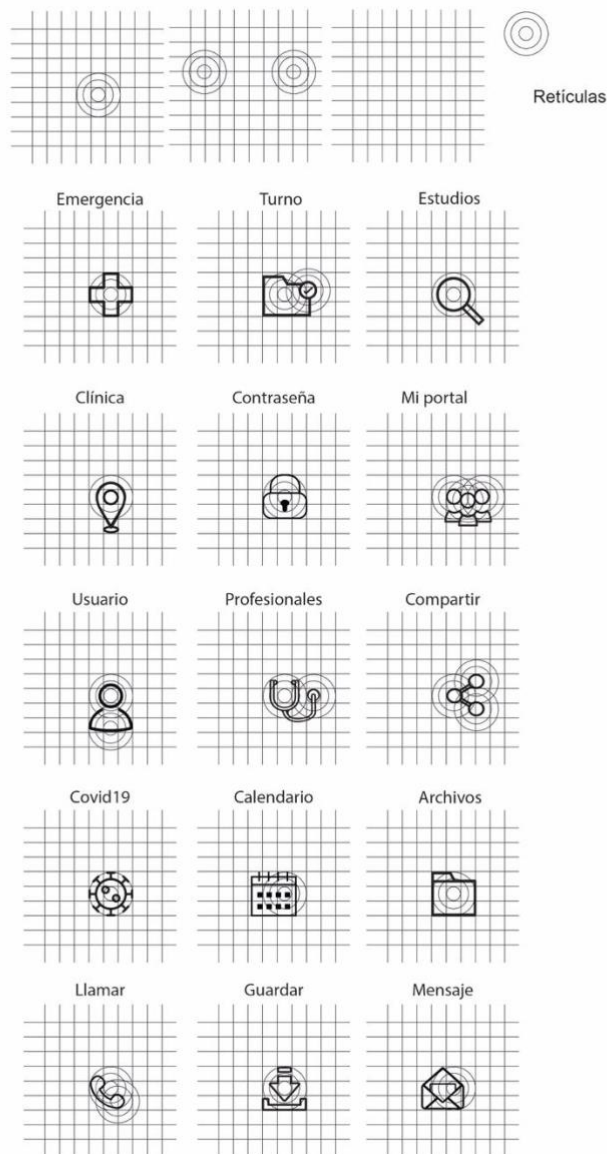 Retículas
Emergencia
Turno
Estudios
Clínica
Contraseña
Mi portal
Usuario
Profesionales
Compartir
Covid19
Calendario
Archivos
Llamar
Guardar
Mensaje